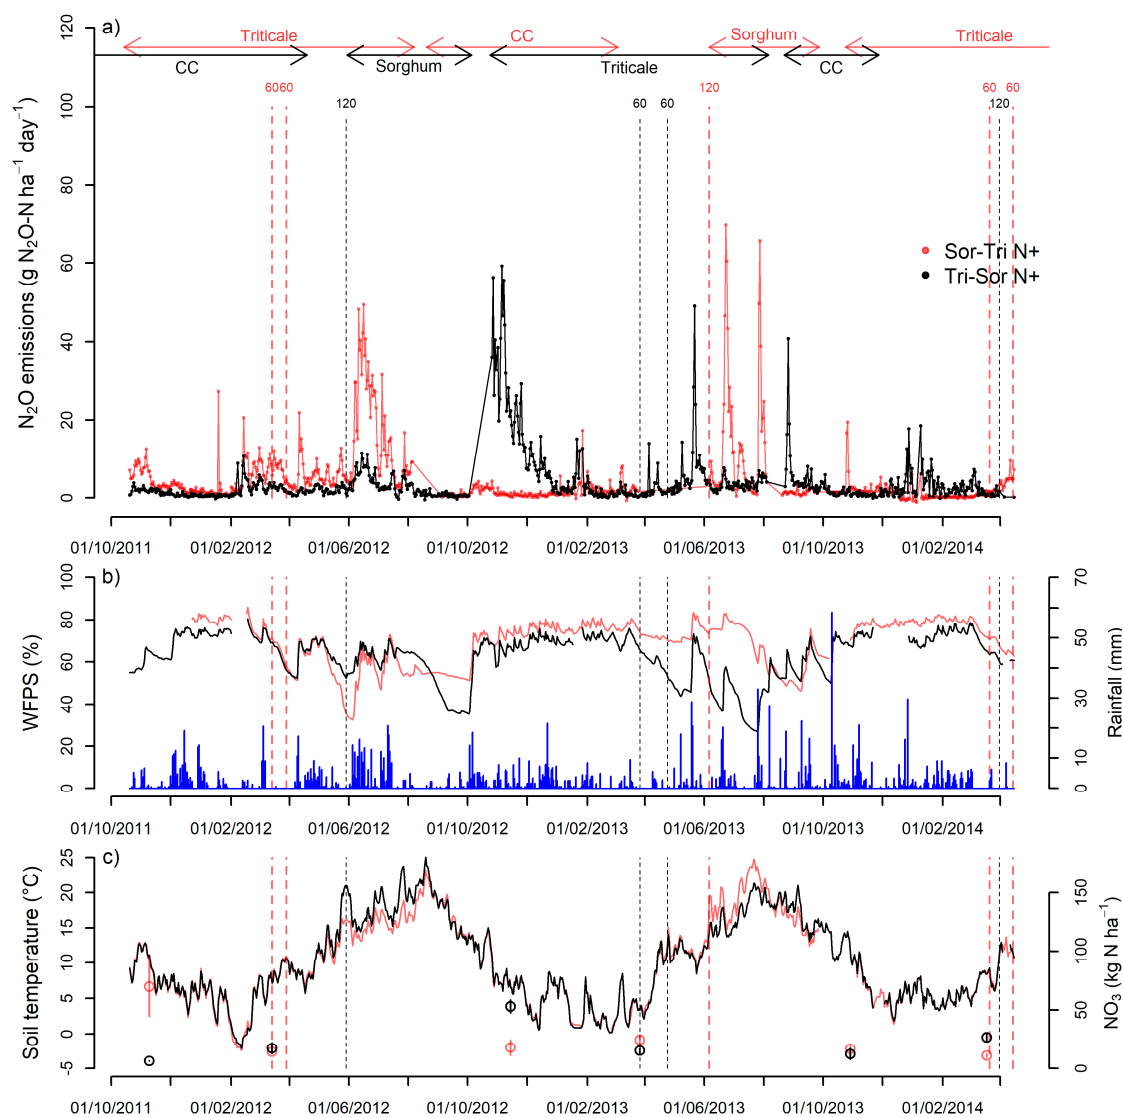 a)
120
100
80
60
40
20
0
N₂O emissions (g N₂O-N ha⁻¹ day⁻¹)
Triticale CC Sorghum Triticale
CC Sorghum Triticale CC
60 60 120 60 60
120 60 60 120
Sor-Tri N+
Tri-Sor N+
01/10/2011 01/02/2012 01/06/2012 01/10/2012 01/02/2013 01/06/2013 01/10/2013 01/02/2014
b)
100
80
60
40
20
0
WFPS (%)
70
60
50
40
30
20
10
0
Rainfall (mm)
01/10/2011 01/02/2012 01/06/2012 01/10/2012 01/02/2013 01/06/2013 01/10/2013 01/02/2014
c)
25
20
15
10
5
0
-5
Soil temperature (°C)
150
100
50
0
NO₃ (kg N ha⁻¹)
01/10/2011 01/02/2012 01/06/2012 01/10/2012 01/02/2013 01/06/2013 01/10/2013 01/02/2014